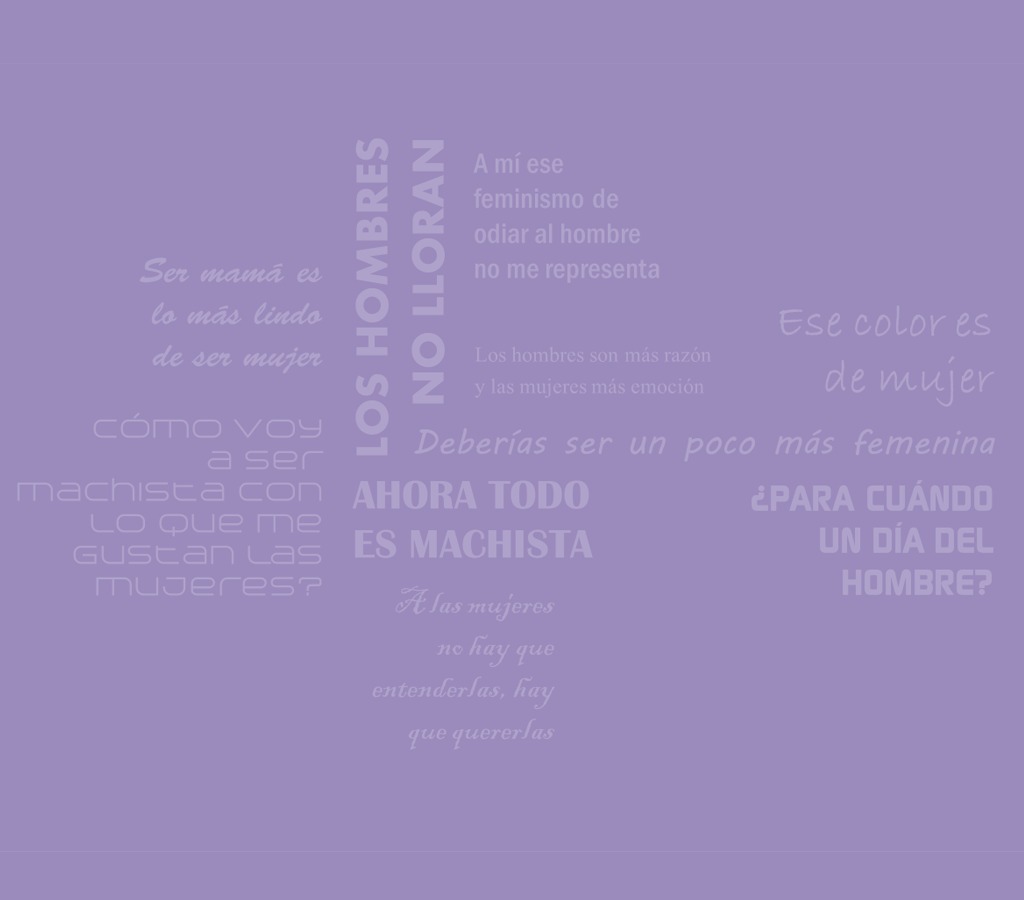 LOS HOMBRES
NO LLORAN
A mí ese
feminismo de
odiar al hombre
no me representa
Ser mamá es
lo más lindo
de ser mujer
Ese color es
de mujer
Los hombres son más razón
y las mujeres más emoción
Deberías ser un poco más femenina
cómo voy
a ser
machista con
lo que me
gustan las
mujeres?
AHORA TODO
ES MACHISTA
¿PARA CUÁNDO
UN DÍA DEL
HOMBRE?
A las mujeres
no hay que
entenderlas, hay
que quererlas